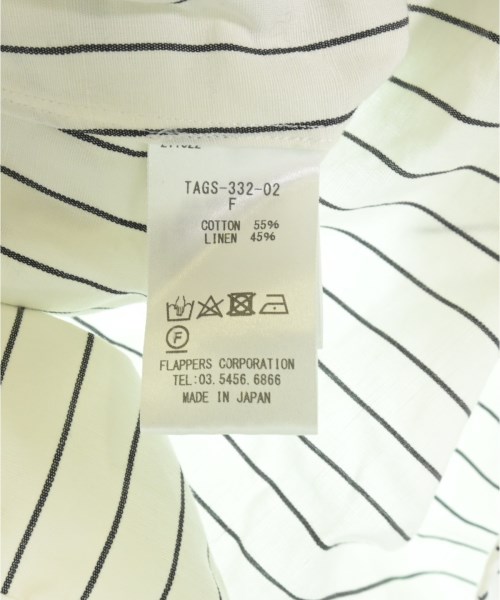 TAGS-332-02
F
COTTON 55%
LINEN 45%
F
FLAPPERS CORPORATION
TEL:03.5456.6866
MADE IN JAPAN